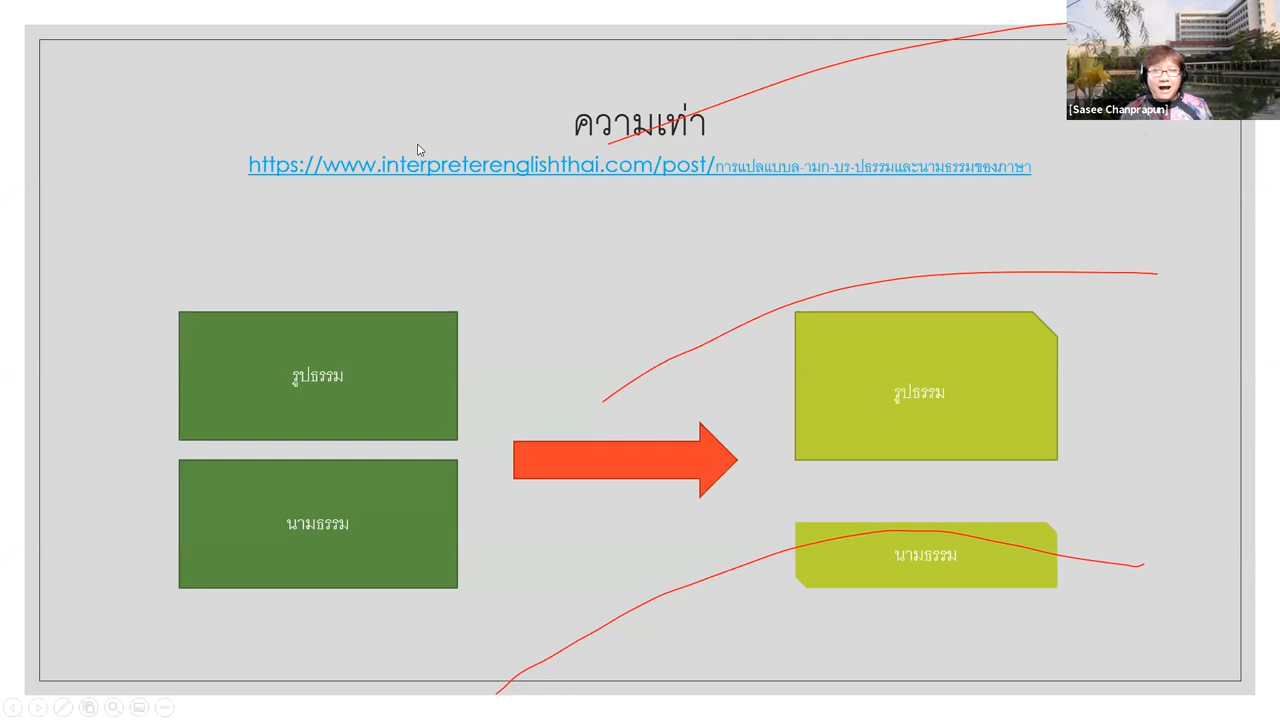 [Sasee Chanprapun]
ความเท่า
https://www.interpreterenglishthai.com/post/การแปลแบบล-ามก-บร-ปธรรมและนามธรรมของภาษา
รูปธรรม
รูปธรรม
นามธรรม
นามธรรม